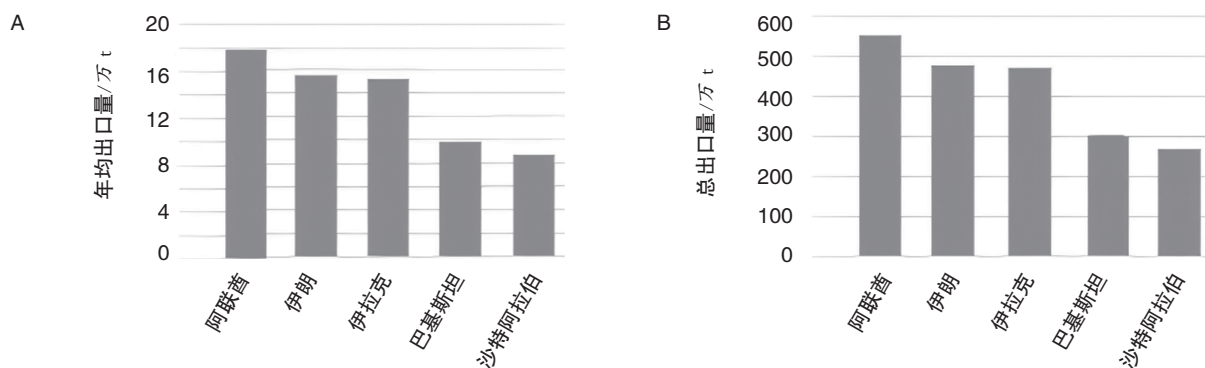 A
年均出口量/万 t
20
16
12
8
4
0
阿联酋
伊朗
伊拉克
巴基斯坦
沙特阿拉伯
B
总出口量/万 t
600
500
400
300
200
100
0
阿联酋
伊朗
伊拉克
巴基斯坦
沙特阿拉伯